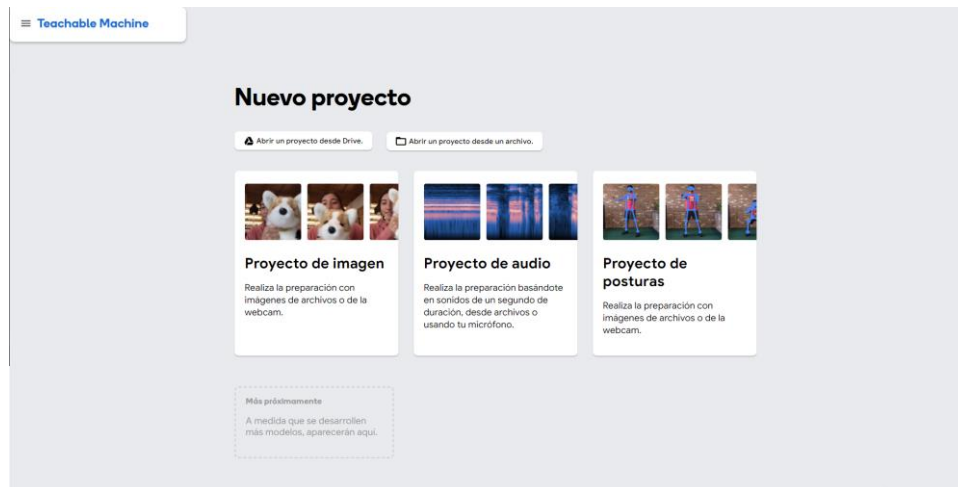 Teachable Machine
Nuevo proyecto
Abrir un proyecto desde Drive.
Abrir un proyecto desde un archivo.
Proyecto de imagen
Realiza la preparación con
imágenes de archivos o de la
webcam.
Proyecto de audio
Realiza la preparación basándote
en sonidos de un segundo de
duración, desde archivos o
usando tu micrófono.
Proyecto de
posturas
Realiza la preparación con
imágenes de archivos o de la
webcam.
Más próximamente
A medida que se desarrollen
más modelos, aparecerán aquí.